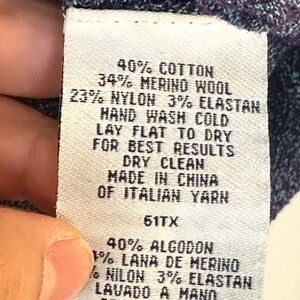 40% COTTON
34% MERINO WOOL
23% NYLON 3% ELASTAN
HAND WASH COLD
LAY FLAT TO DRY
FOR BEST RESULTS
DRY CLEAN
MADE IN CHINA
OF ITALIAN YARN
61TX
40% ALGODON
4% LANA DE MERINO
% NILON 3% ELASTAN
LAVADO A MANO